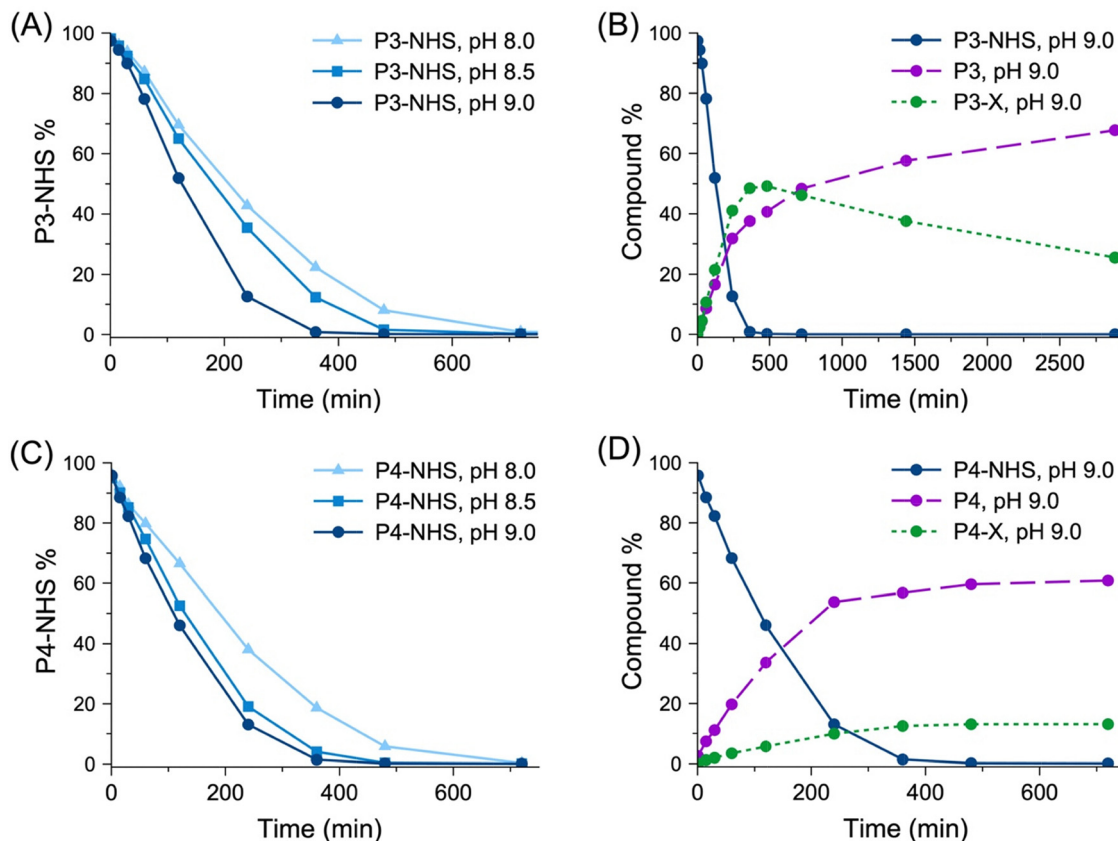 (A)
P3-NHS, pH 8.0
P3-NHS, pH 8.5
P3-NHS, pH 9.0
P3-NHS %
100
80
60
40
20
0
0 200 400 600
Time (min)
(B)
P3-NHS, pH 9.0
P3, pH 9.0
P3-X, pH 9.0
Compound %
100
80
60
40
20
0
0 500 1000 1500 2000 2500
Time (min)
(C)
P4-NHS, pH 8.0
P4-NHS, pH 8.5
P4-NHS, pH 9.0
P4-NHS %
100
80
60
40
20
0
0 200 400 600
Time (min)
(D)
P4-NHS, pH 9.0
P4, pH 9.0
P4-X, pH 9.0
Compound %
100
80
60
40
20
0
0 200 400 600
Time (min)